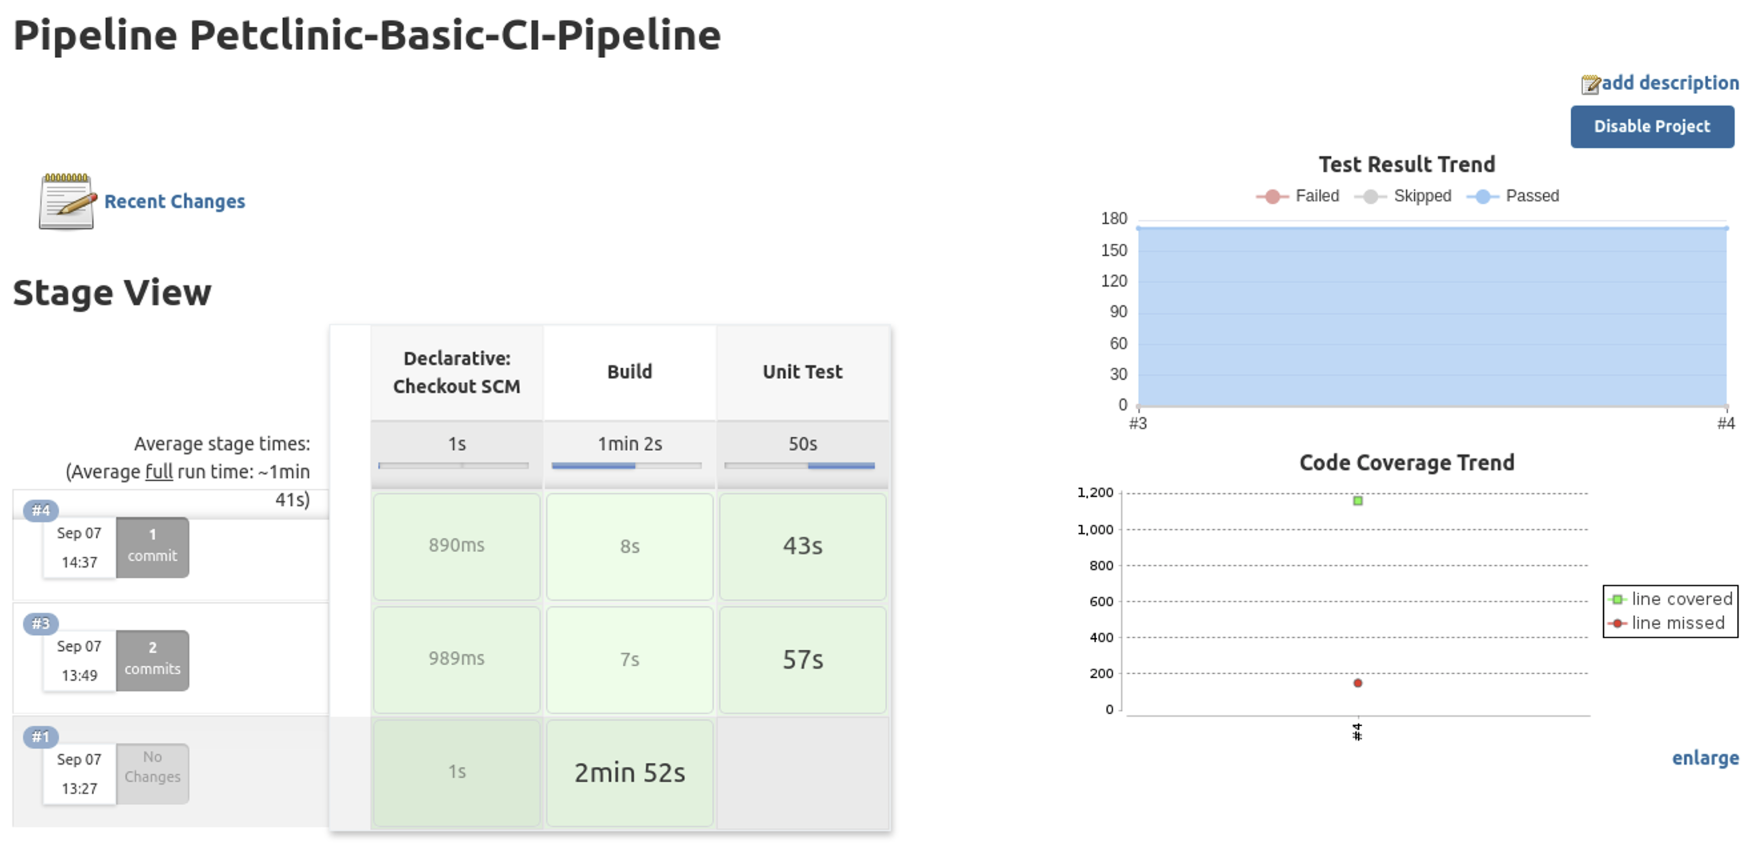 Pipeline Petclinic-Basic-CI-Pipeline
add description
Disable Project
Recent Changes
Stage View
Declarative:
Checkout SCM
Build
Unit Test
Average stage times:
(Average full run time: ~1min
41s)
1s
1min 2s
50s
#4
Sep 07
14:37
1
commit
890ms
8s
43s
#3
Sep 07
13:49
2
commits
989ms
7s
57s
#1
Sep 07
13:27
No
Changes
1s
2min 52s
Test Result Trend
Failed Skipped Passed
180
150
120
90
60
30
0
#3 #4
Code Coverage Trend
1,200
1,000
800
600
400
200
0
#4
line covered
line missed
enlarge